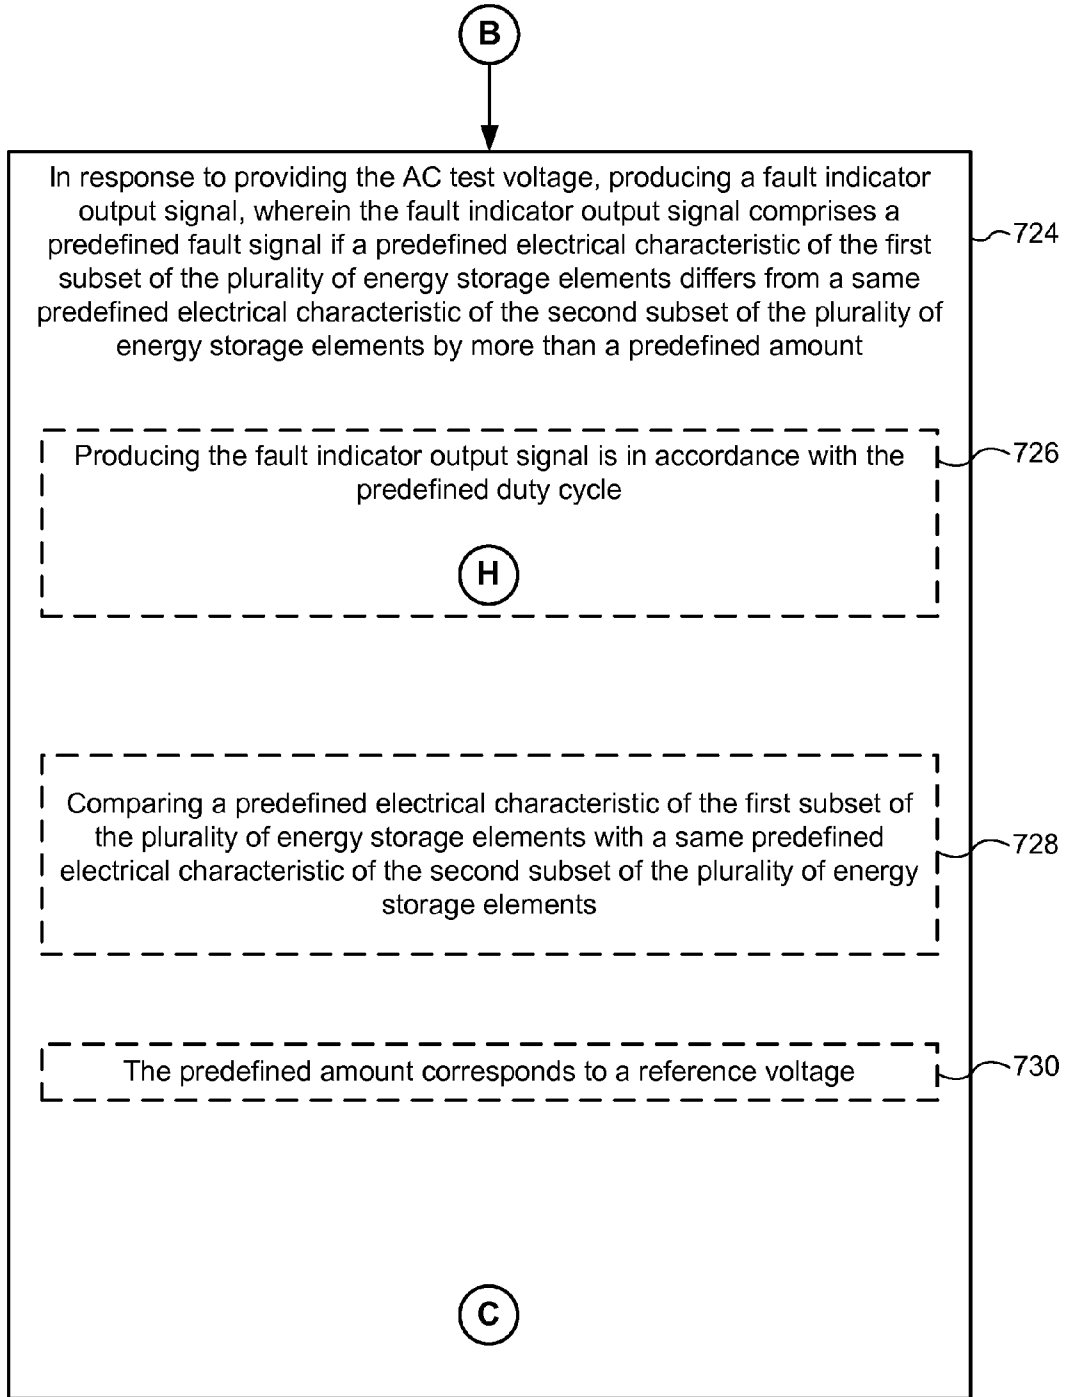 B
In response to providing the AC test voltage, producing a fault indicator
output signal, wherein the fault indicator output signal comprises a
predefined fault signal if a predefined electrical characteristic of the first
subset of the plurality of energy storage elements differs from a same
predefined electrical characteristic of the second subset of the plurality of
energy storage elements by more than a predefined amount
724
Producing the fault indicator output signal is in accordance with the
predefined duty cycle
726
H
Comparing a predefined electrical characteristic of the first subset of
the plurality of energy storage elements with a same predefined
electrical characteristic of the second subset of the plurality of energy
storage elements
728
The predefined amount corresponds to a reference voltage
730
C